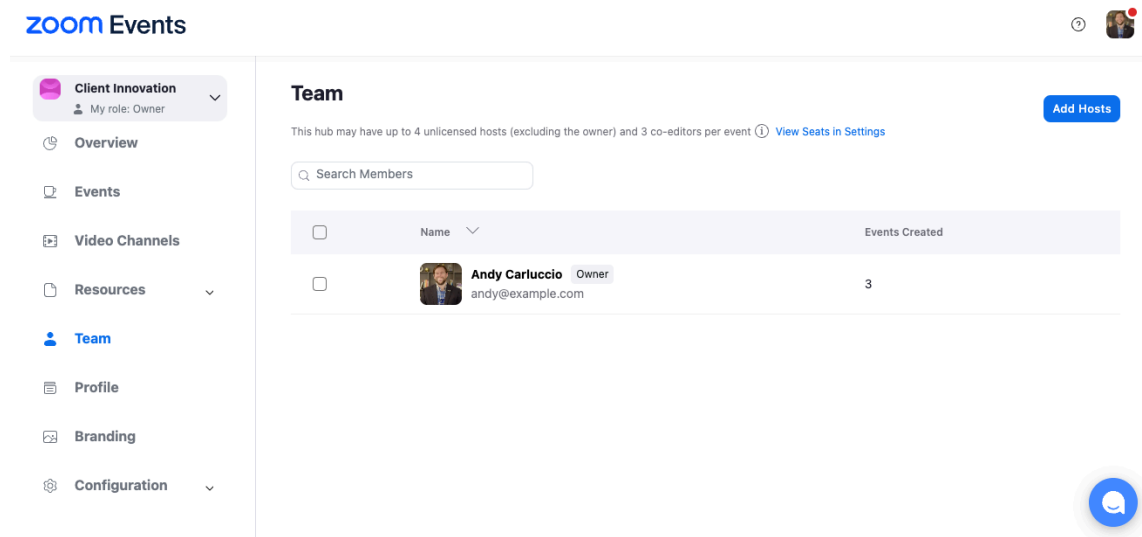 zoom Events
Client Innovation
My role: Owner
Overview
Events
Video Channels
Resources
Team
Profile
Branding
Configuration
Team
Add Hosts
This hub may have up to 4 unlicensed hosts (excluding the owner) and 3 co-editors per event View Seats in Settings
Search Members
Name Events Created
Andy Carluccio Owner
andy@example.com
3